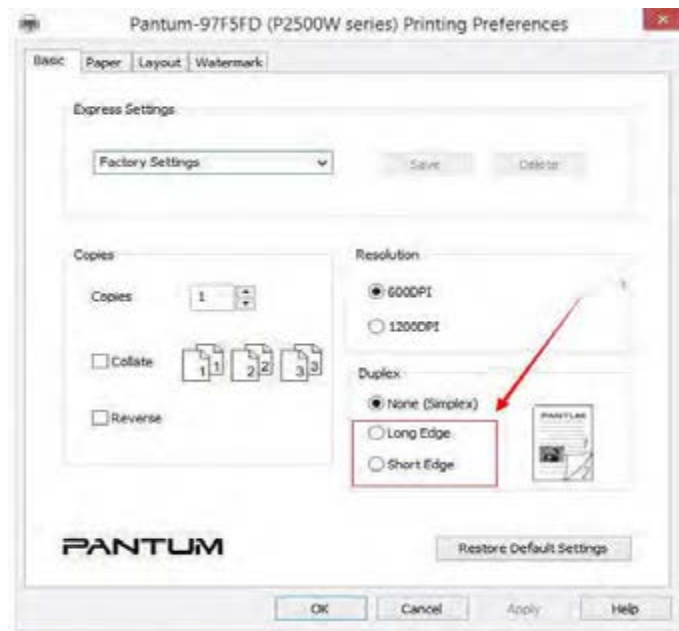 Pantum-97F5FD (P2500W series) Printing Preferences
Basic Paper Layout Watermark
Express Settings
Factory Settings
Save Delete
Copies
Copies 1
Collate
1 1 2 2 3 3
Reverse
Resolution
600DPI
1200DPI
Duplex
None (Simplex)
Long Edge
Short Edge
PANTUM
PANTUM
Restore Default Settings
OK Cancel Apply Help